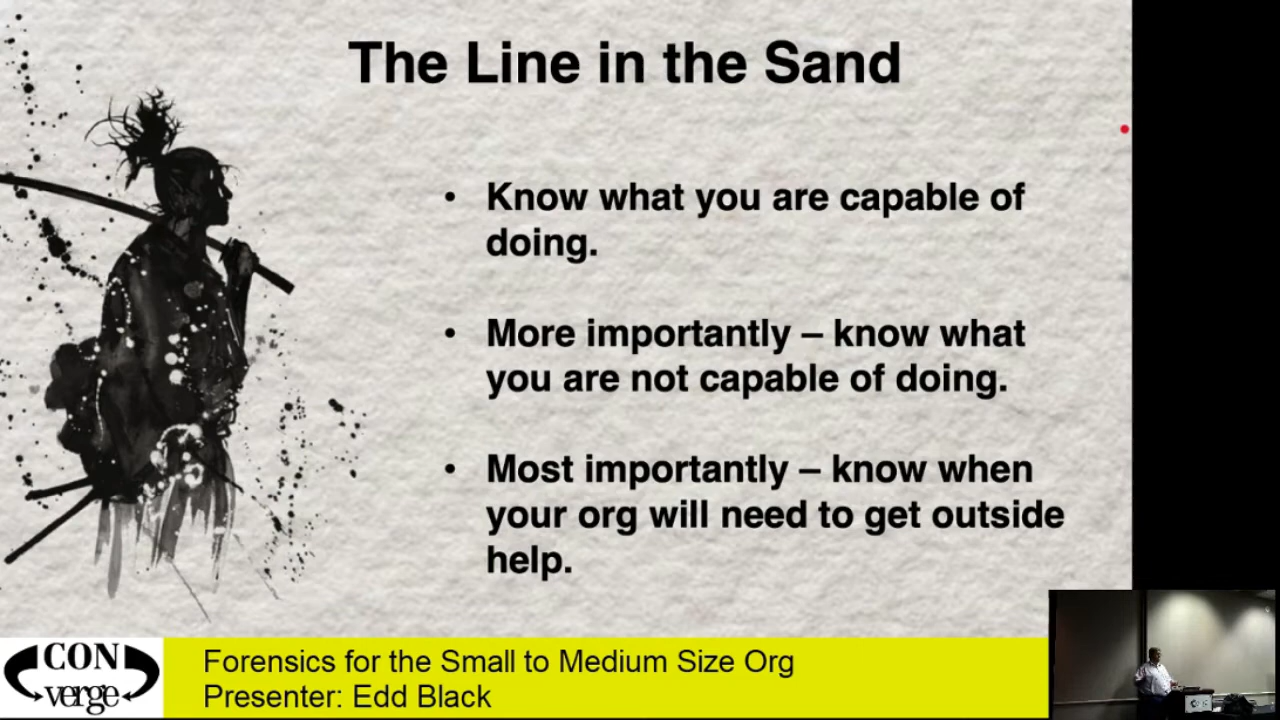 The Line in the Sand
• Know what you are capable of
doing.
• More importantly – know what
you are not capable of doing.
• Most importantly – know when
your org will need to get outside
help.
CON
verge
Forensics for the Small to Medium Size Org
Presenter: Edd Black